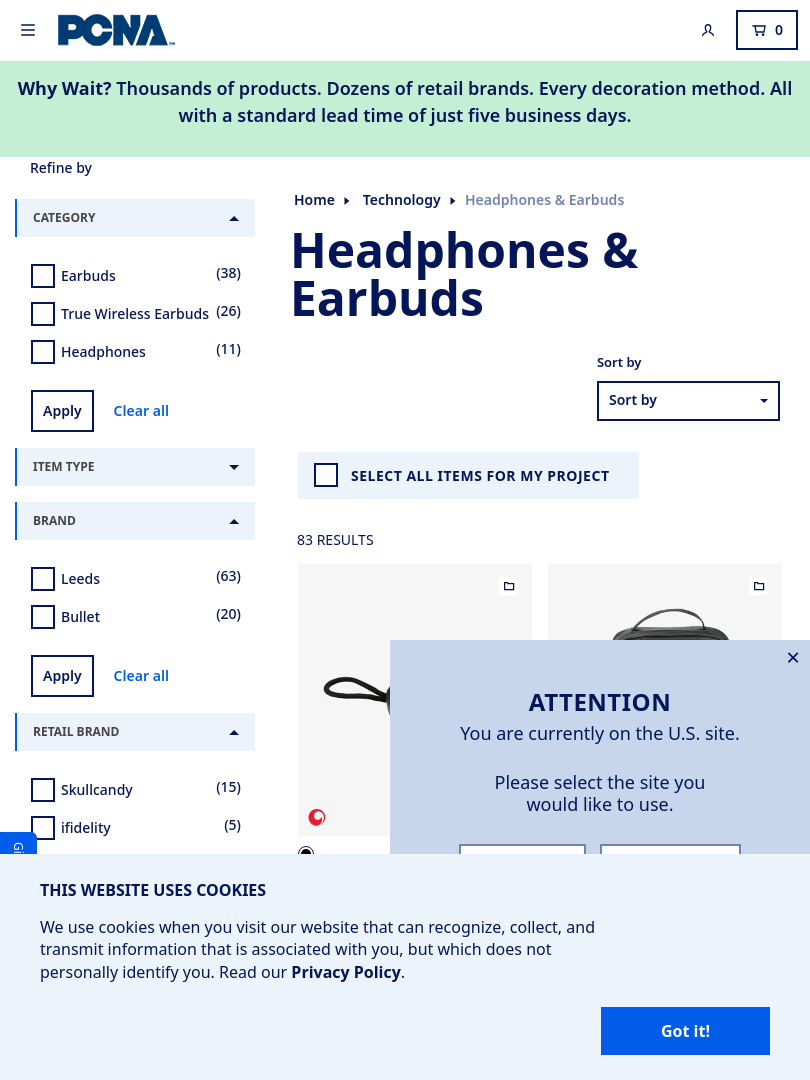 PCNA
0
Why Wait? Thousands of products. Dozens of retail brands. Every decoration method. All
with a standard lead time of just five business days.
Refine by
CATEGORY
Earbuds (38)
True Wireless Earbuds (26)
Headphones (11)
Apply Clear all
ITEM TYPE
BRAND
Leeds (63)
Bullet (20)
Apply Clear all
RETAIL BRAND
Skullcandy (15)
ifidelity (5)
Home Technology Headphones & Earbuds
Headphones &
Earbuds
Sort by
Sort by
SELECT ALL ITEMS FOR MY PROJECT
83 RESULTS
ATTENTION
You are currently on the U.S. site.
Please select the site you
would like to use.
THIS WEBSITE USES COOKIES
We use cookies when you visit our website that can recognize, collect, and
transmit information that is associated with you, but which does not
personally identify you. Read our Privacy Policy.
Got it!